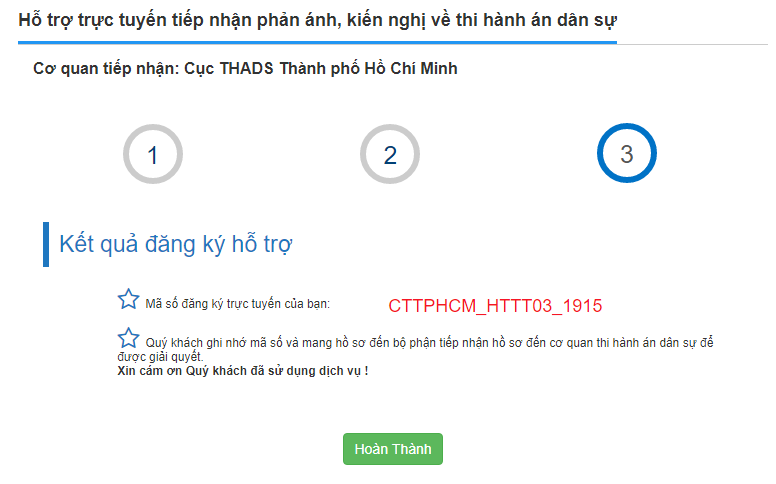 Hỗ trợ trực tuyến tiếp nhận phản ánh, kiến nghị về thi hành án dân sự
Cơ quan tiếp nhận: Cục THADS Thành phố Hồ Chí Minh
1 2 3
Kết quả đăng ký hỗ trợ
Mã số đăng ký trực tuyến của bạn: CTTPHCM_HTTT03_1915
Quý khách ghi nhớ mã số và mang hồ sơ đến bộ phận tiếp nhận hồ sơ đến cơ quan thi hành án dân sự để
được giải quyết.
Xin cám ơn Quý khách đã sử dụng dịch vụ !
Hoàn Thành